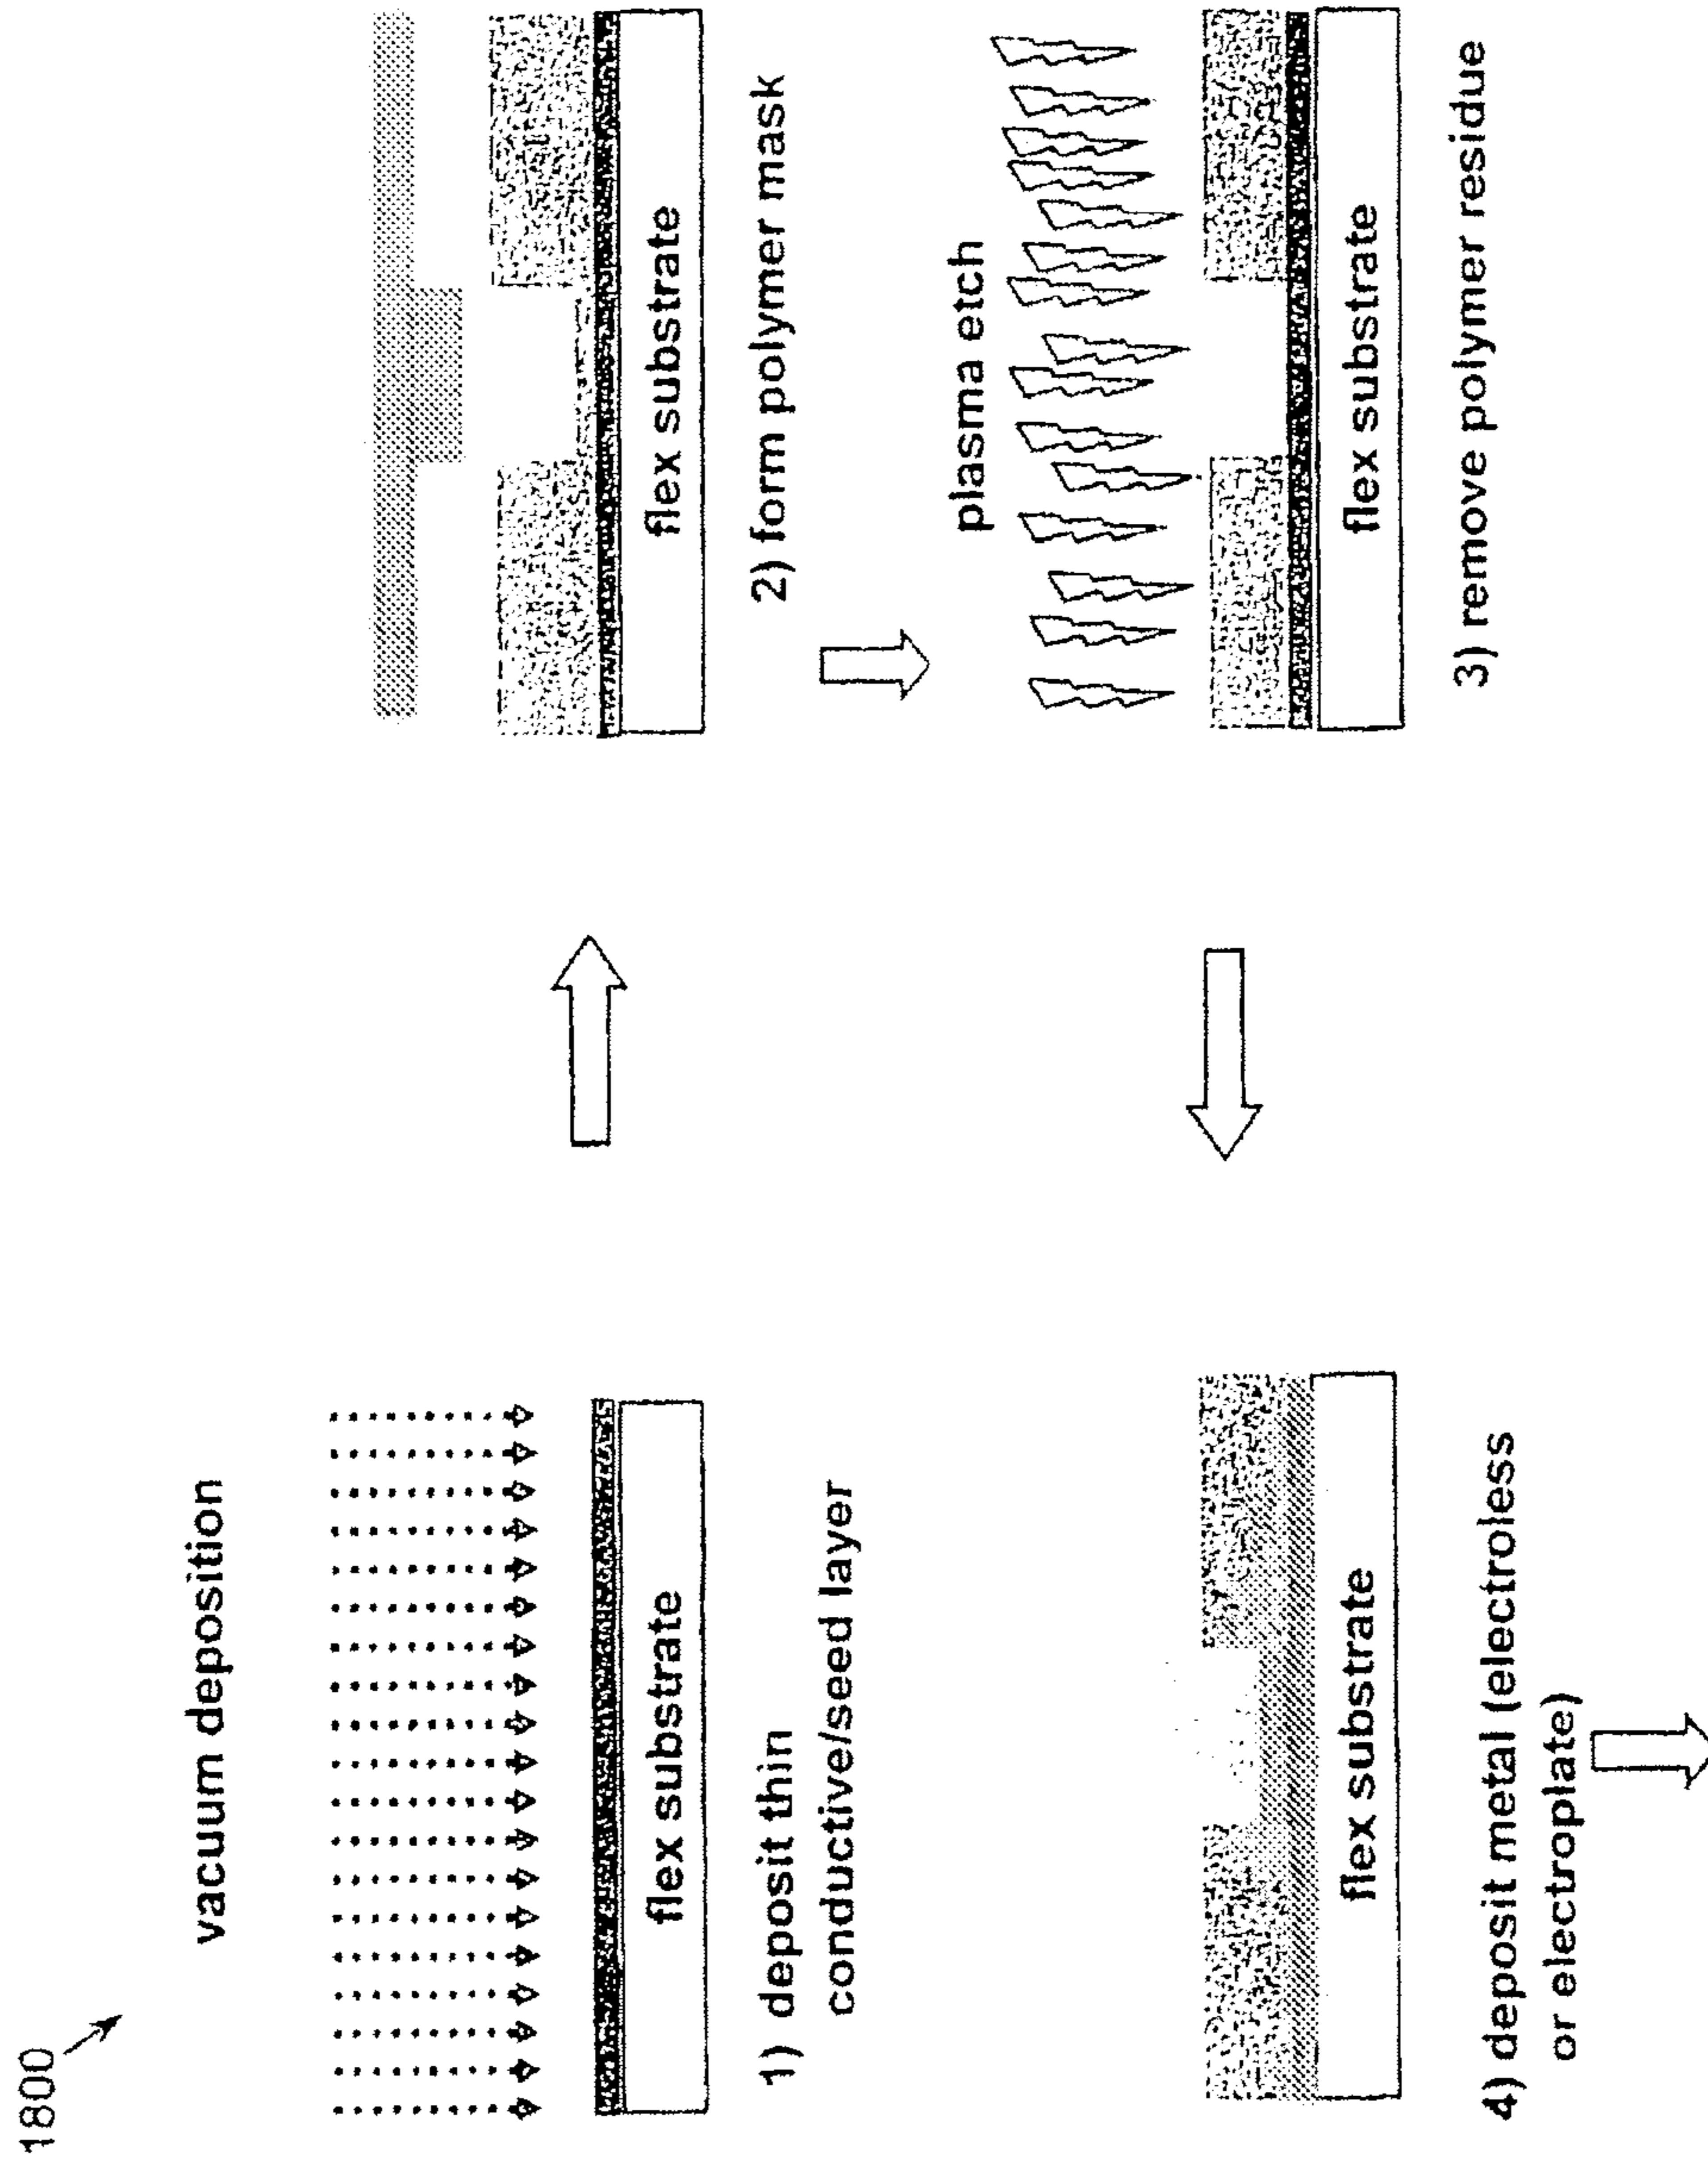 1800
vacuum deposition
flex substrate
1) deposit thin
conductive/seed layer
flex substrate
2) form polymer mask
plasma etch
flex substrate
3) remove polymer residue
flex substrate
4) deposit metal (electroless
or electroplate)